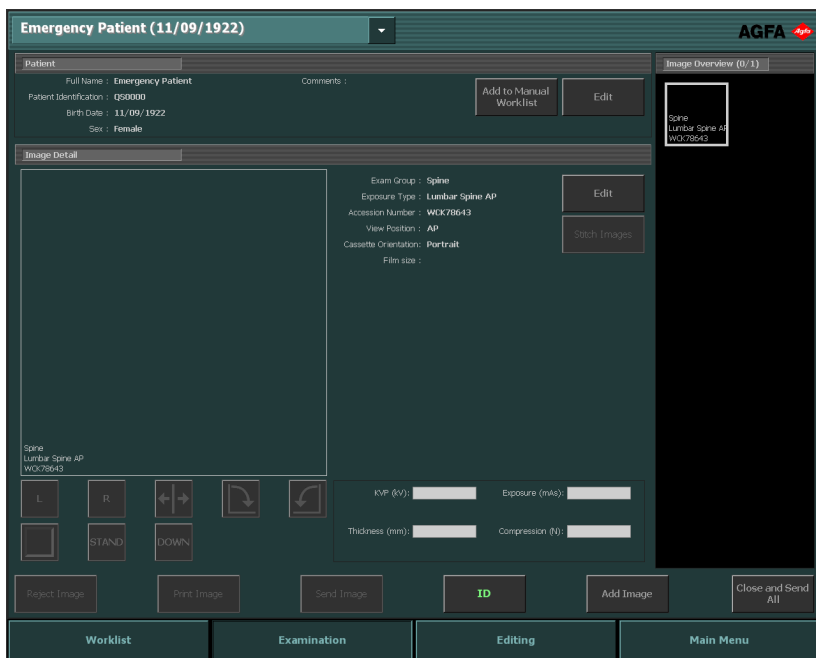 Emergency Patient (11/09/1922)
AGFA Agfa
Patient
Full Name : Emergency Patient
Comments :
Patient Identification : QS0000
Birth Date : 11/09/1922
Sex : Female
Add to Manual
Worklist
Edit
Image Overview (0/1)
Spine
Lumbar Spine AP
WCK78643
Image Detail
Exam Group : Spine
Exposure Type : Lumbar Spine AP
Accession Number : WCK78643
View Position : AP
Cassette Orientation: Portrait
Film size :
Edit
Stitch Images
Spine
Lumbar Spine AP
WCK78643
L
R
STAND
DOWN
KVP (kV):
Exposure (mAs):
Thickness (mm):
Compression (N):
Reject Image
Print Image
Send Image
ID
Add Image
Close and Send
All
Worklist
Examination
Editing
Main Menu